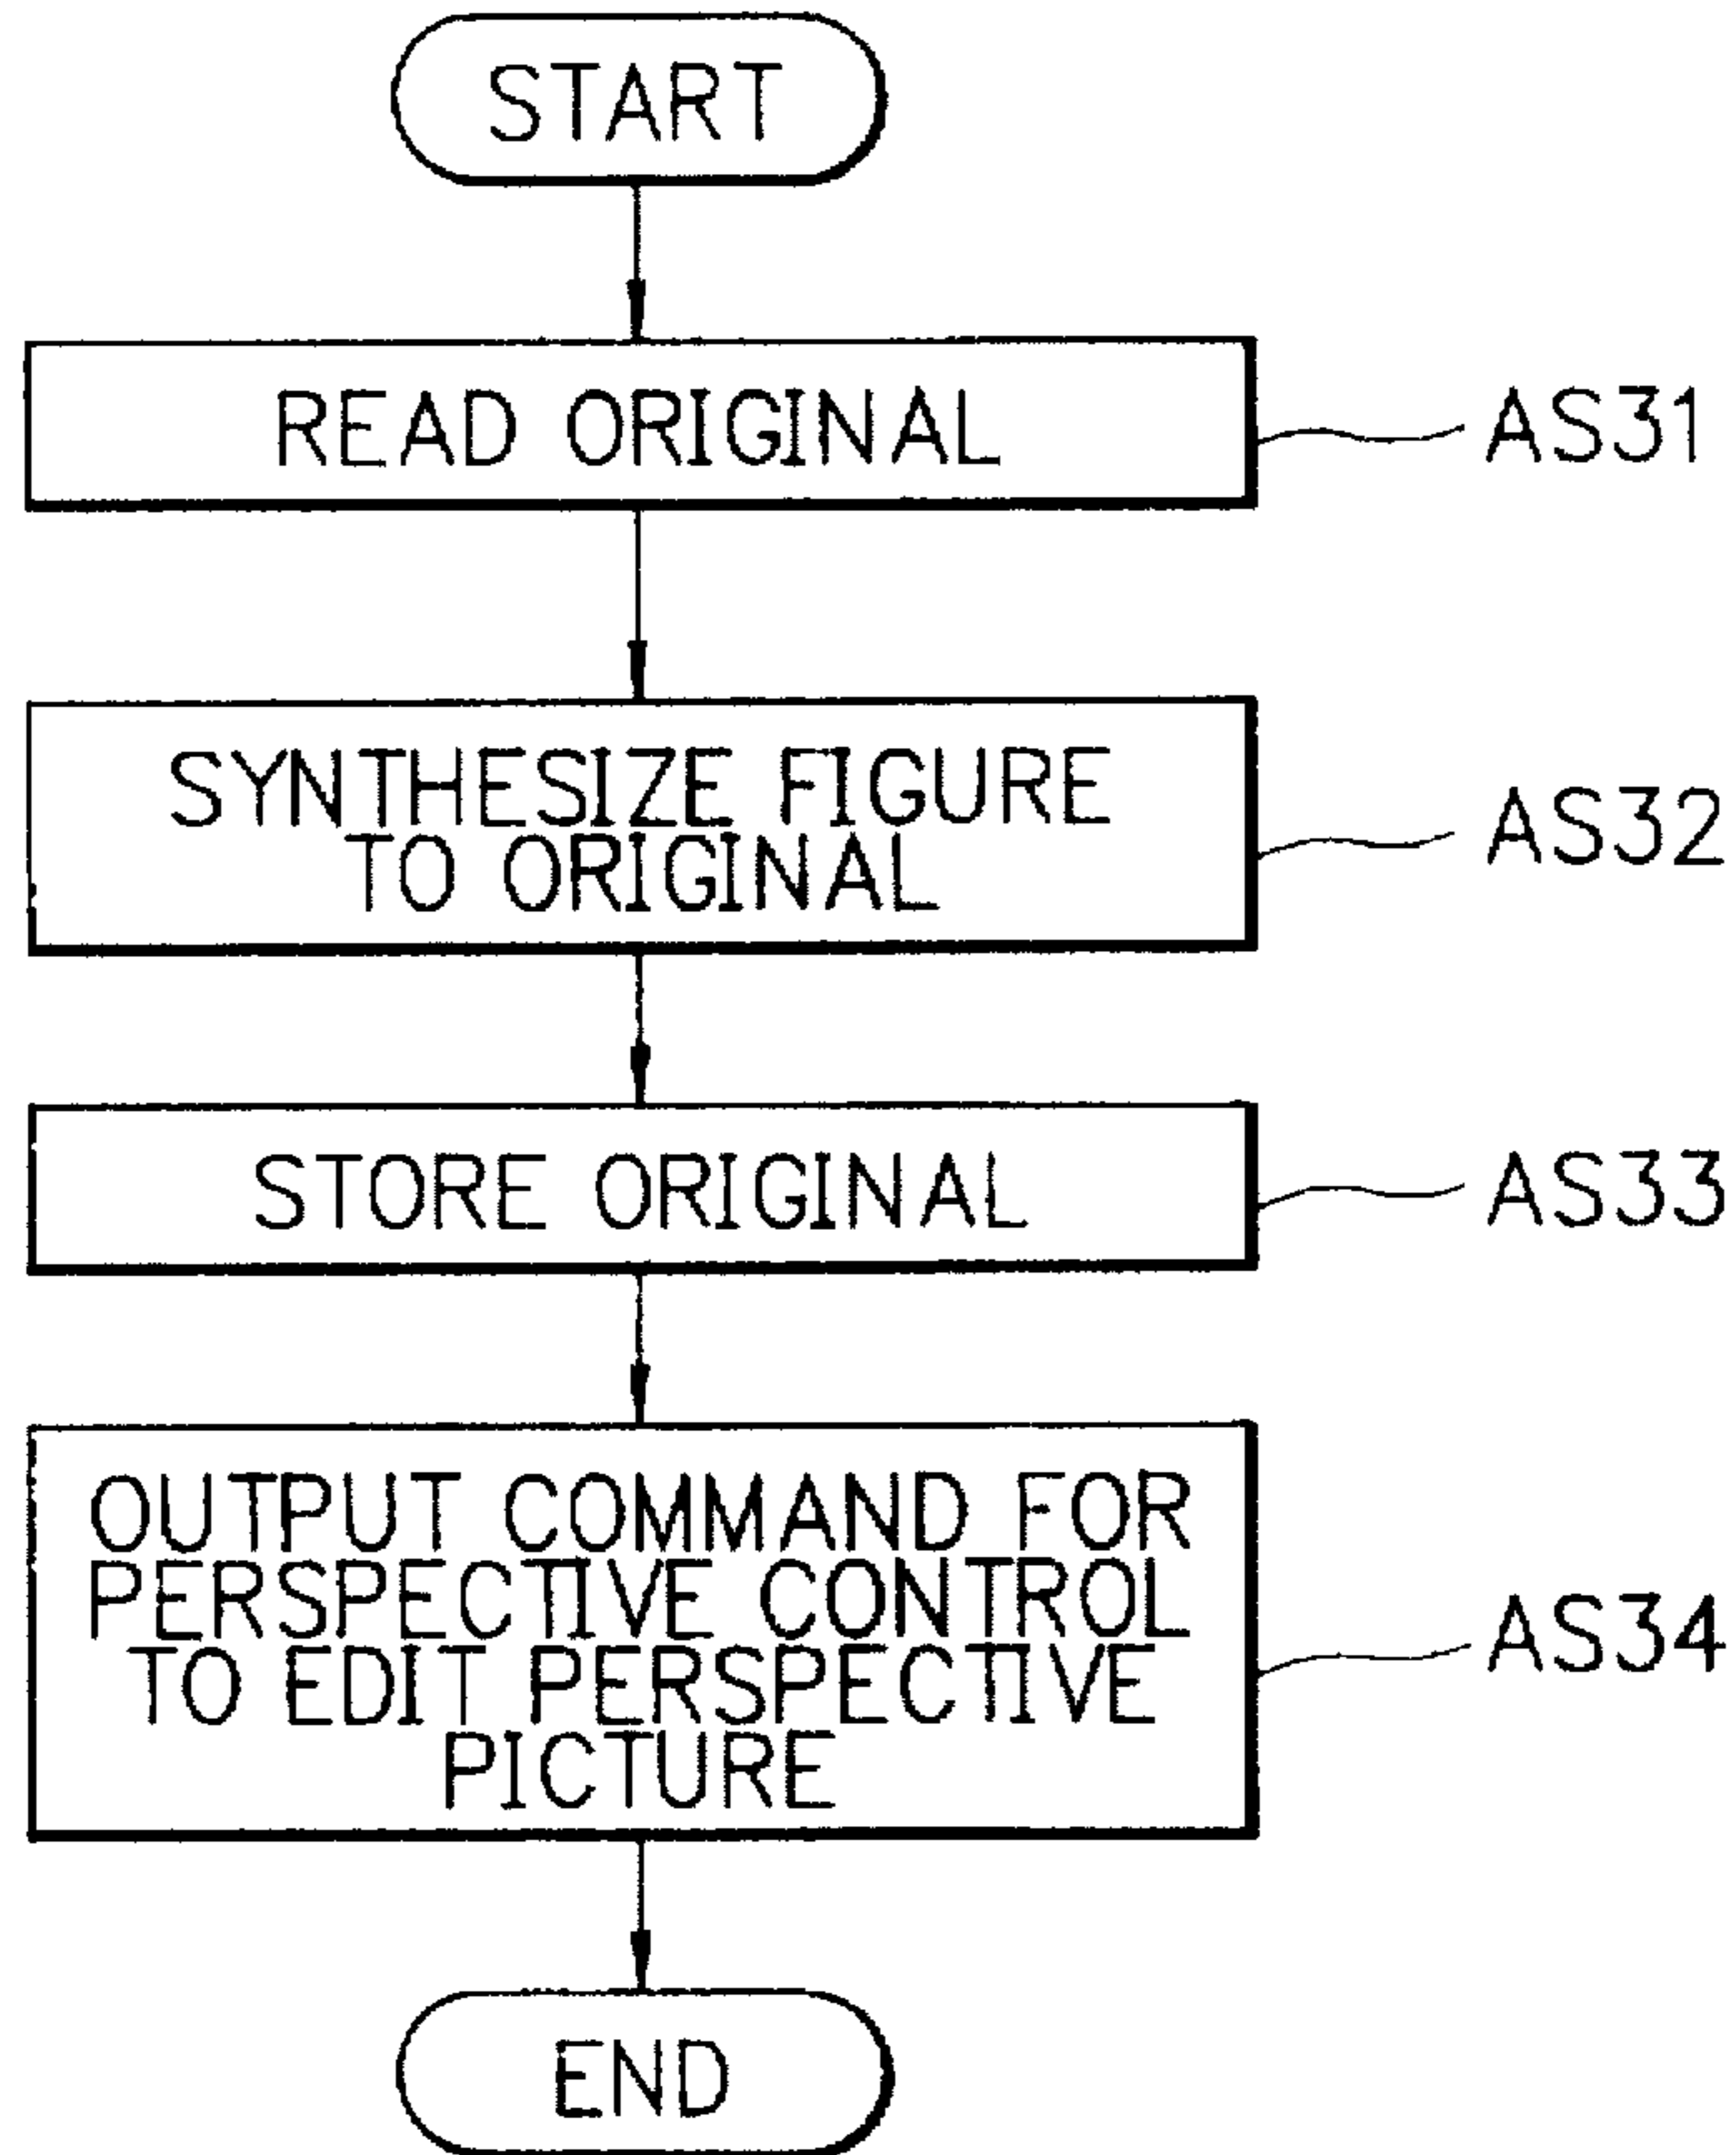 START
READ ORIGINAL
AS31
SYNTHESIZE FIGURE
TO ORIGINAL
AS32
STORE ORIGINAL
AS33
OUTPUT COMMAND FOR
PERSPECTIVE CONTROL
TO EDIT PERSPECTIVE
PICTURE
AS34
END